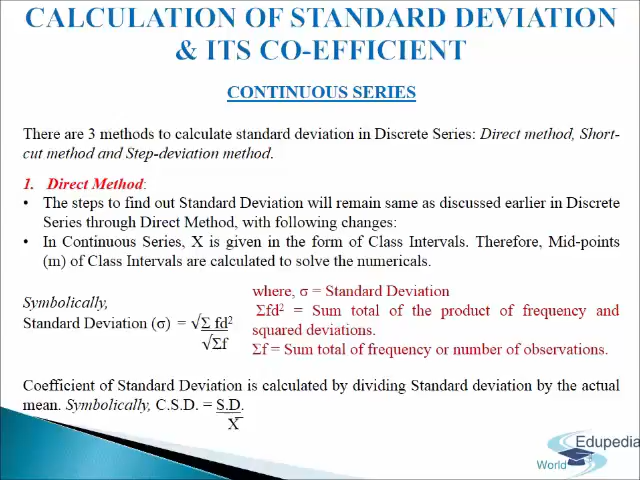 CALCULATION OF STANDARD DEVIATION
& ITS CO-EFFICIENT
CONTINUOUS SERIES
There are 3 methods to calculate standard deviation in Discrete Series: Direct method, Short-
cut method and Step-deviation method.
1. Direct Method:
• The steps to find out Standard Deviation will remain same as discussed earlier in Discrete
Series through Direct Method, with following changes:
• In Continuous Series, X is given in the form of Class Intervals. Therefore, Mid-points
(m) of Class Intervals are calculated to solve the numericals.
Symbolically,
Standard Deviation (σ) = √Σ fd²
√Σf
where, σ = Standard Deviation
Σfd² = Sum total of the product of frequency and
squared deviations.
Σf = Sum total of frequency or number of observations.
Coefficient of Standard Deviation is calculated by dividing Standard deviation by the actual
mean. Symbolically, C.S.D. = S.D.
X̅
Edupedia
World